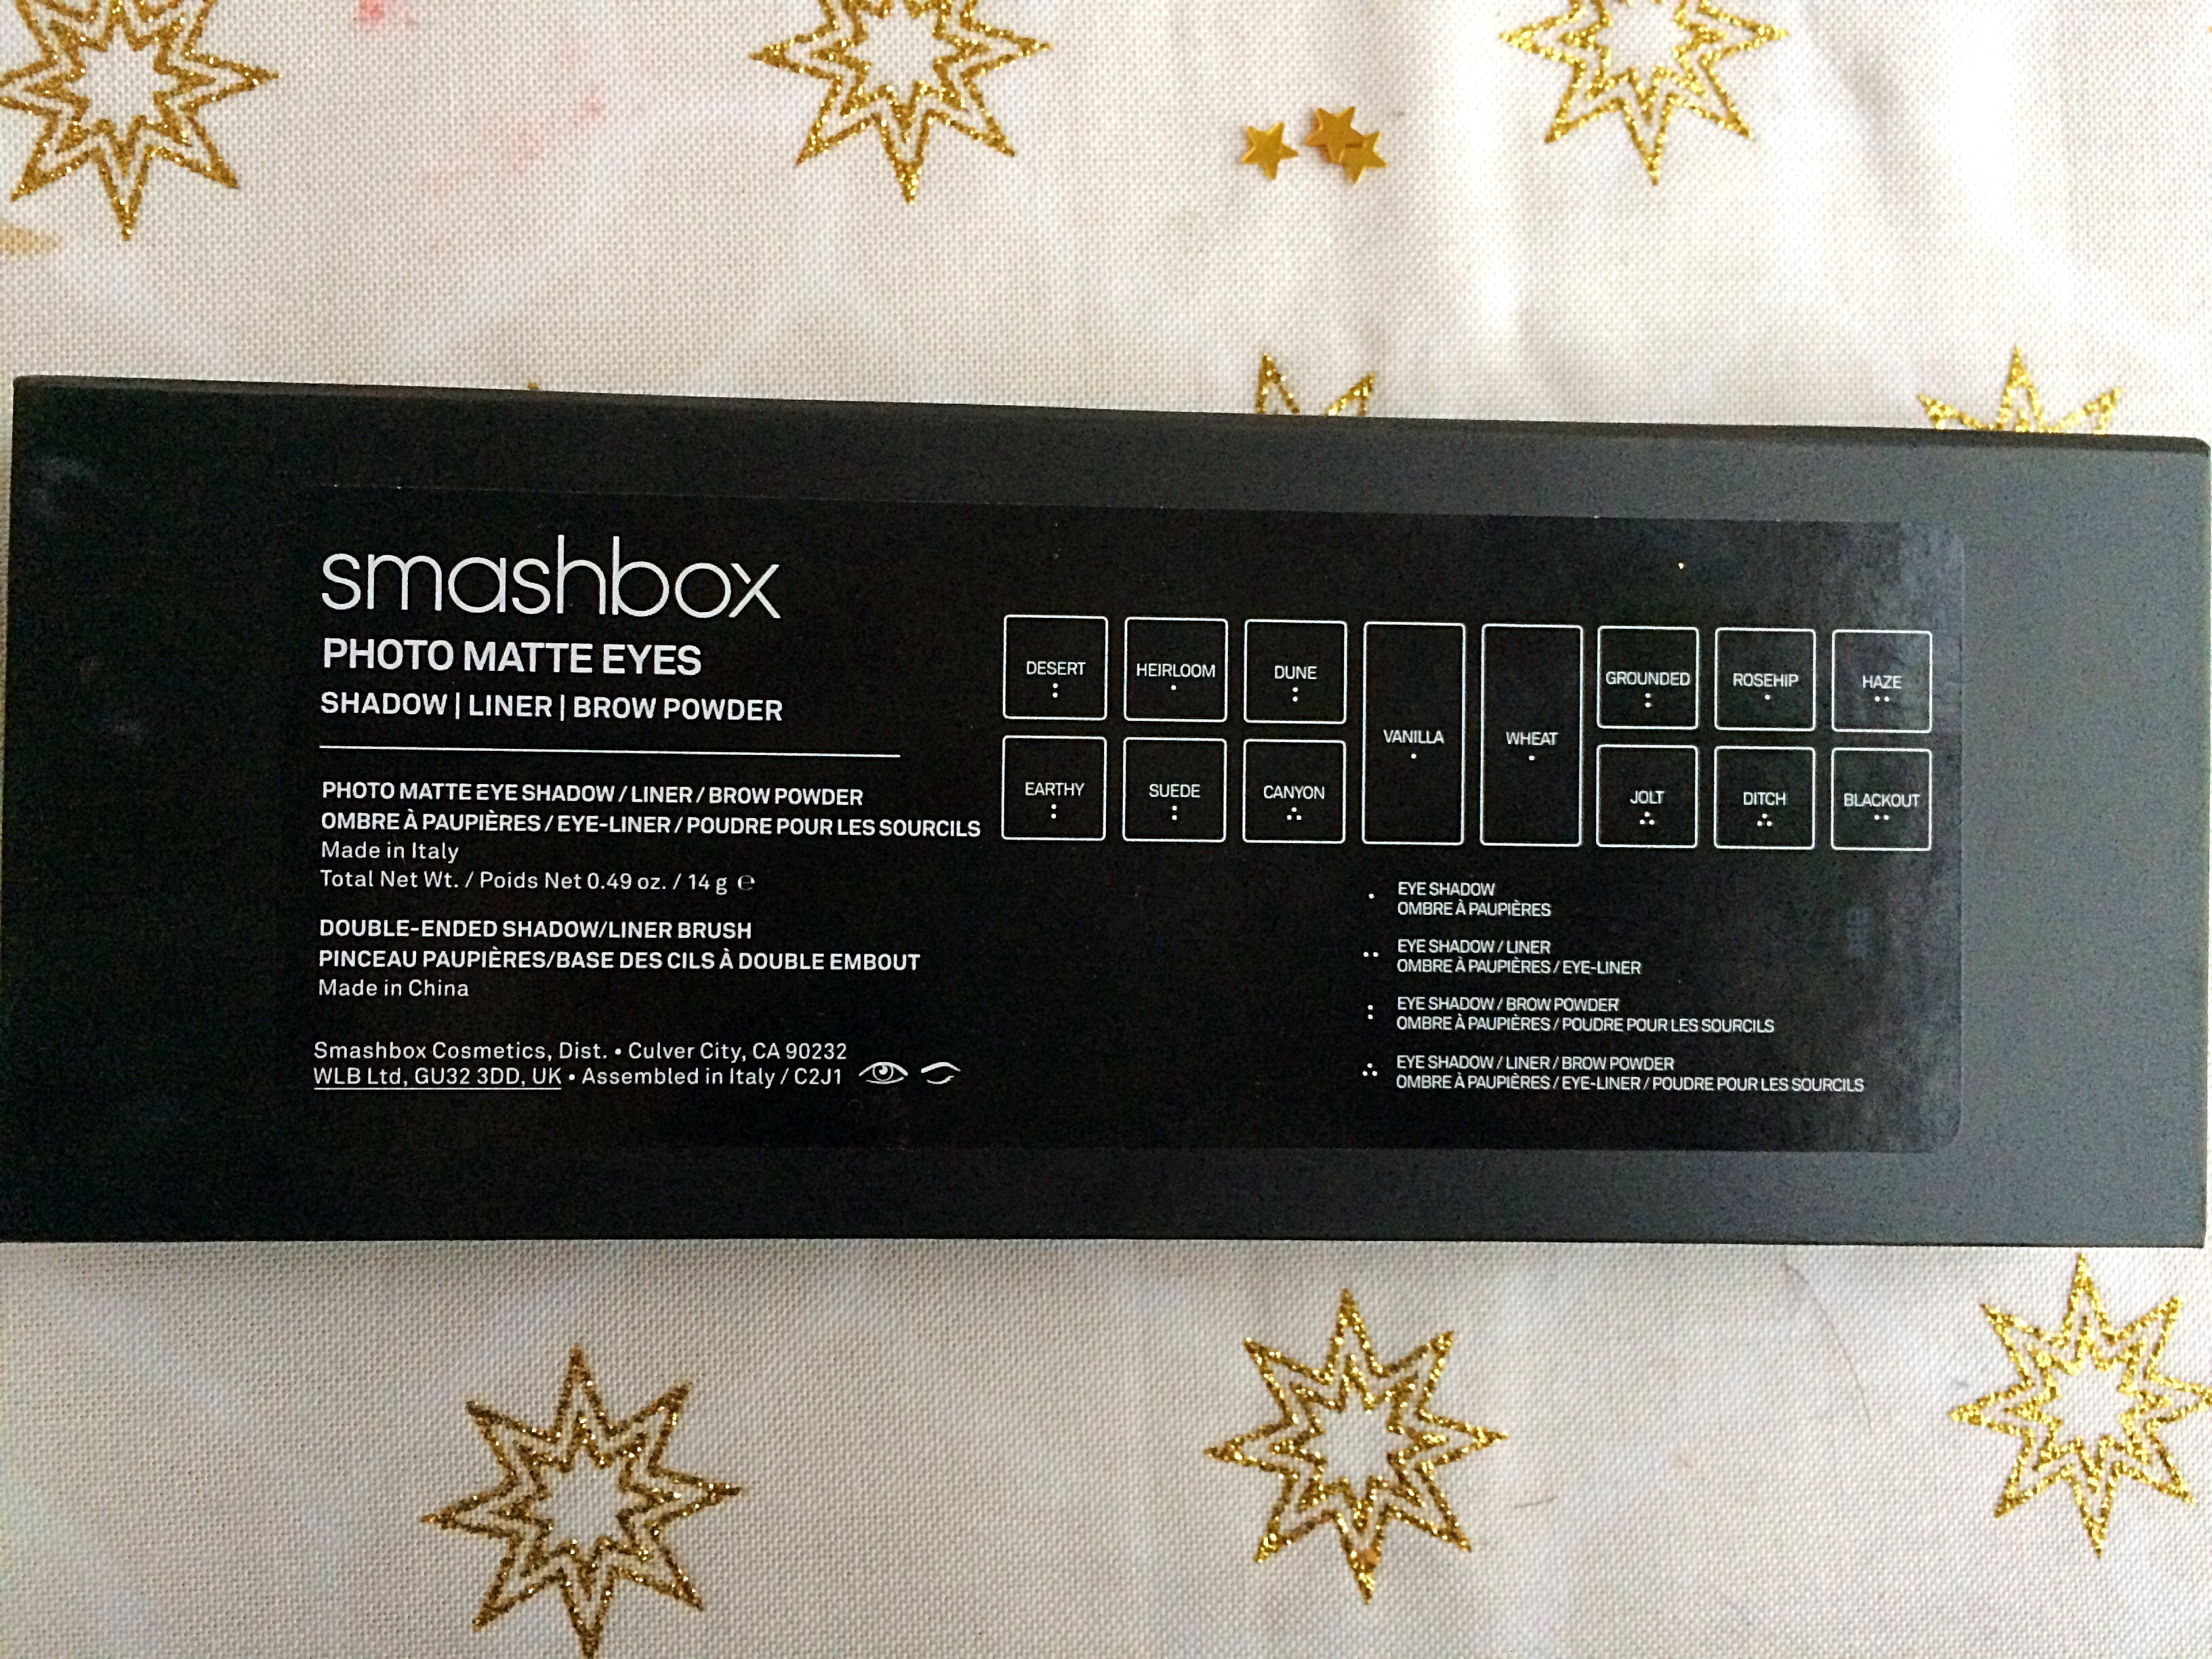 smashbox
PHOTO MATTE EYES
SHADOW | LINER | BROW POWDER
PHOTO MATTE EYE SHADOW / LINER / BROW POWDER
OMBRE À PAUPIÈRES / EYE-LINER / POUDRE POUR LES SOURCILS
Made in Italy
Total Net Wt. / Poids Net 0.49 oz. / 14 g ℮
DOUBLE-ENDED SHADOW/LINER BRUSH
PINCEAU PAUPIÈRES/BASE DES CILS À DOUBLE EMBOUT
Made in China
Smashbox Cosmetics, Dist. • Culver City, CA 90232
WLB Ltd, GU32 3DD, UK • Assembled in Italy / C2J1
DESERT HEIRLOOM DUNE GROUNDED ROSEHIP HAZE
VANILLA WHEAT
EARTHY SUEDE CANYON JOLT DITCH BLACKOUT
EYE SHADOW
OMBRE À PAUPIÈRES
EYE SHADOW / LINER
OMBRE À PAUPIÈRES / EYE-LINER
EYE SHADOW / BROW POWDER
OMBRE À PAUPIÈRES / POUDRE POUR LES SOURCILS
EYE SHADOW / LINER / BROW POWDER
OMBRE À PAUPIÈRES / EYE-LINER / POUDRE POUR LES SOURCILS